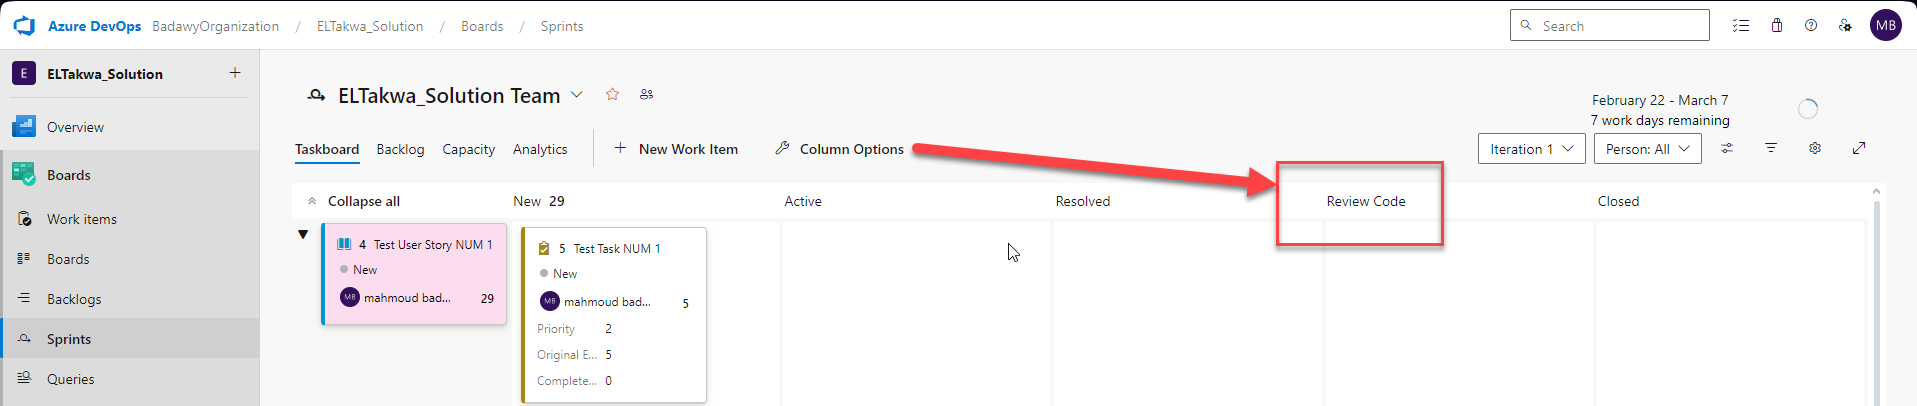 Azure DevOps BadawyOrganization / ELTakwa_Solution / Boards / Sprints
Search
MB
E ELTakwa_Solution +
Overview
Boards
Work items
Boards
Backlogs
Sprints
Queries
ELTakwa_Solution Team
February 22 - March 7
7 work days remaining
Taskboard Backlog Capacity Analytics + New Work Item Column Options
Iteration 1 Person: All
Collapse all New 29 Active Resolved Review Code Closed
4 Test User Story NUM 1
New
MB mahmoud bad... 29
5 Test Task NUM 1
New
MB mahmoud bad... 5
Priority 2
Original E... 5
Complete... 0